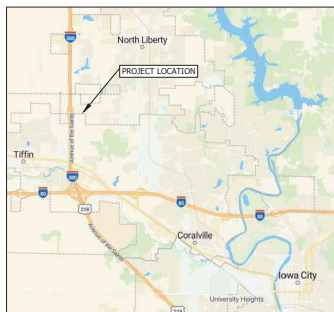 380
North Liberty
PROJECT LOCATION
Avenue of the Saints
Tiffin
380
80
80
80
218
Avenue of the Saints
Coralville
Iowa City
University Heights
218